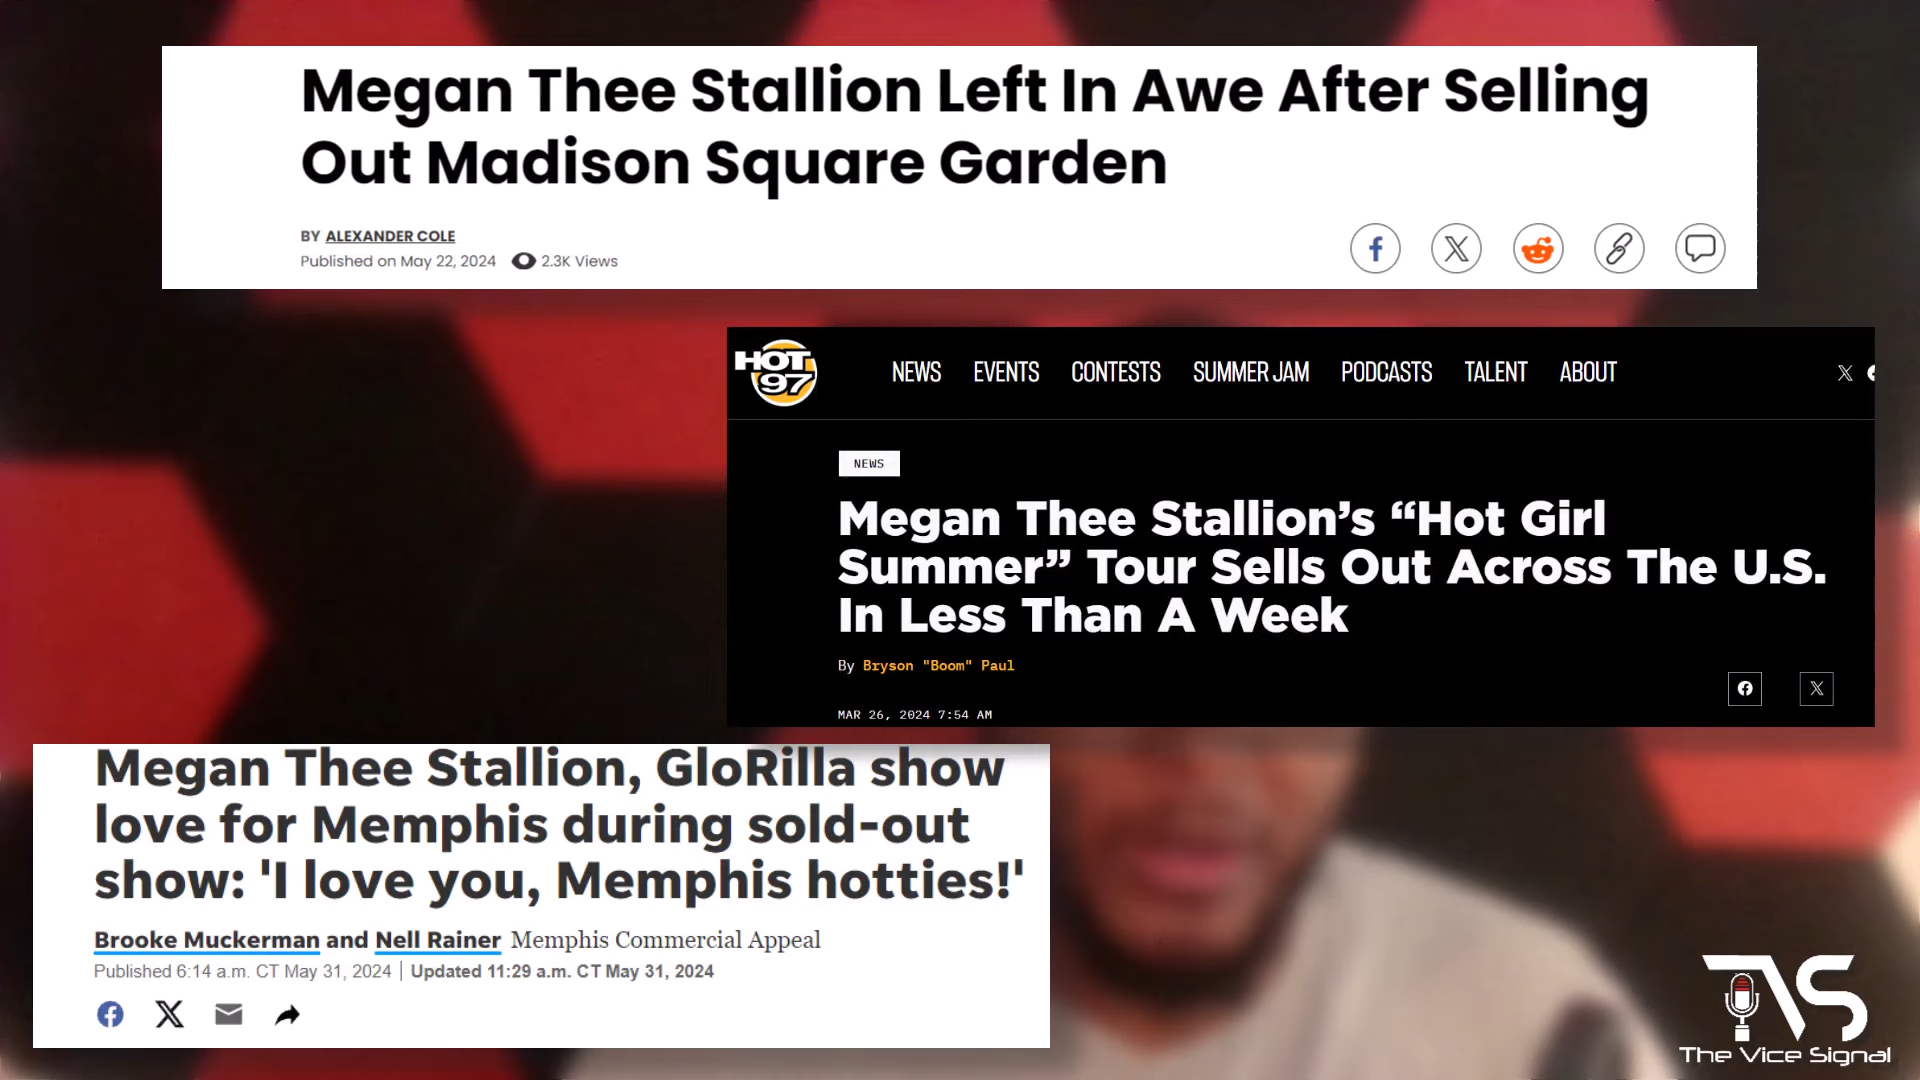 Megan Thee Stallion Left In Awe After Selling
Out Madison Square Garden
BY ALEXANDER COLE
Published on May 22, 2024 2.3K Views
HOT 97
NEWS EVENTS CONTESTS SUMMER JAM PODCASTS TALENT ABOUT
NEWS
Megan Thee Stallion’s “Hot Girl
Summer” Tour Sells Out Across The U.S.
In Less Than A Week
By Bryson "Boom" Paul
MAR 26, 2024 7:54 AM
Megan Thee Stallion, GloRilla show
love for Memphis during sold-out
show: 'I love you, Memphis hotties!'
Brooke Muckerman and Nell Rainer Memphis Commercial Appeal
Published 6:14 a.m. CT May 31, 2024 | Updated 11:29 a.m. CT May 31, 2024
TVS
The Vice Signal